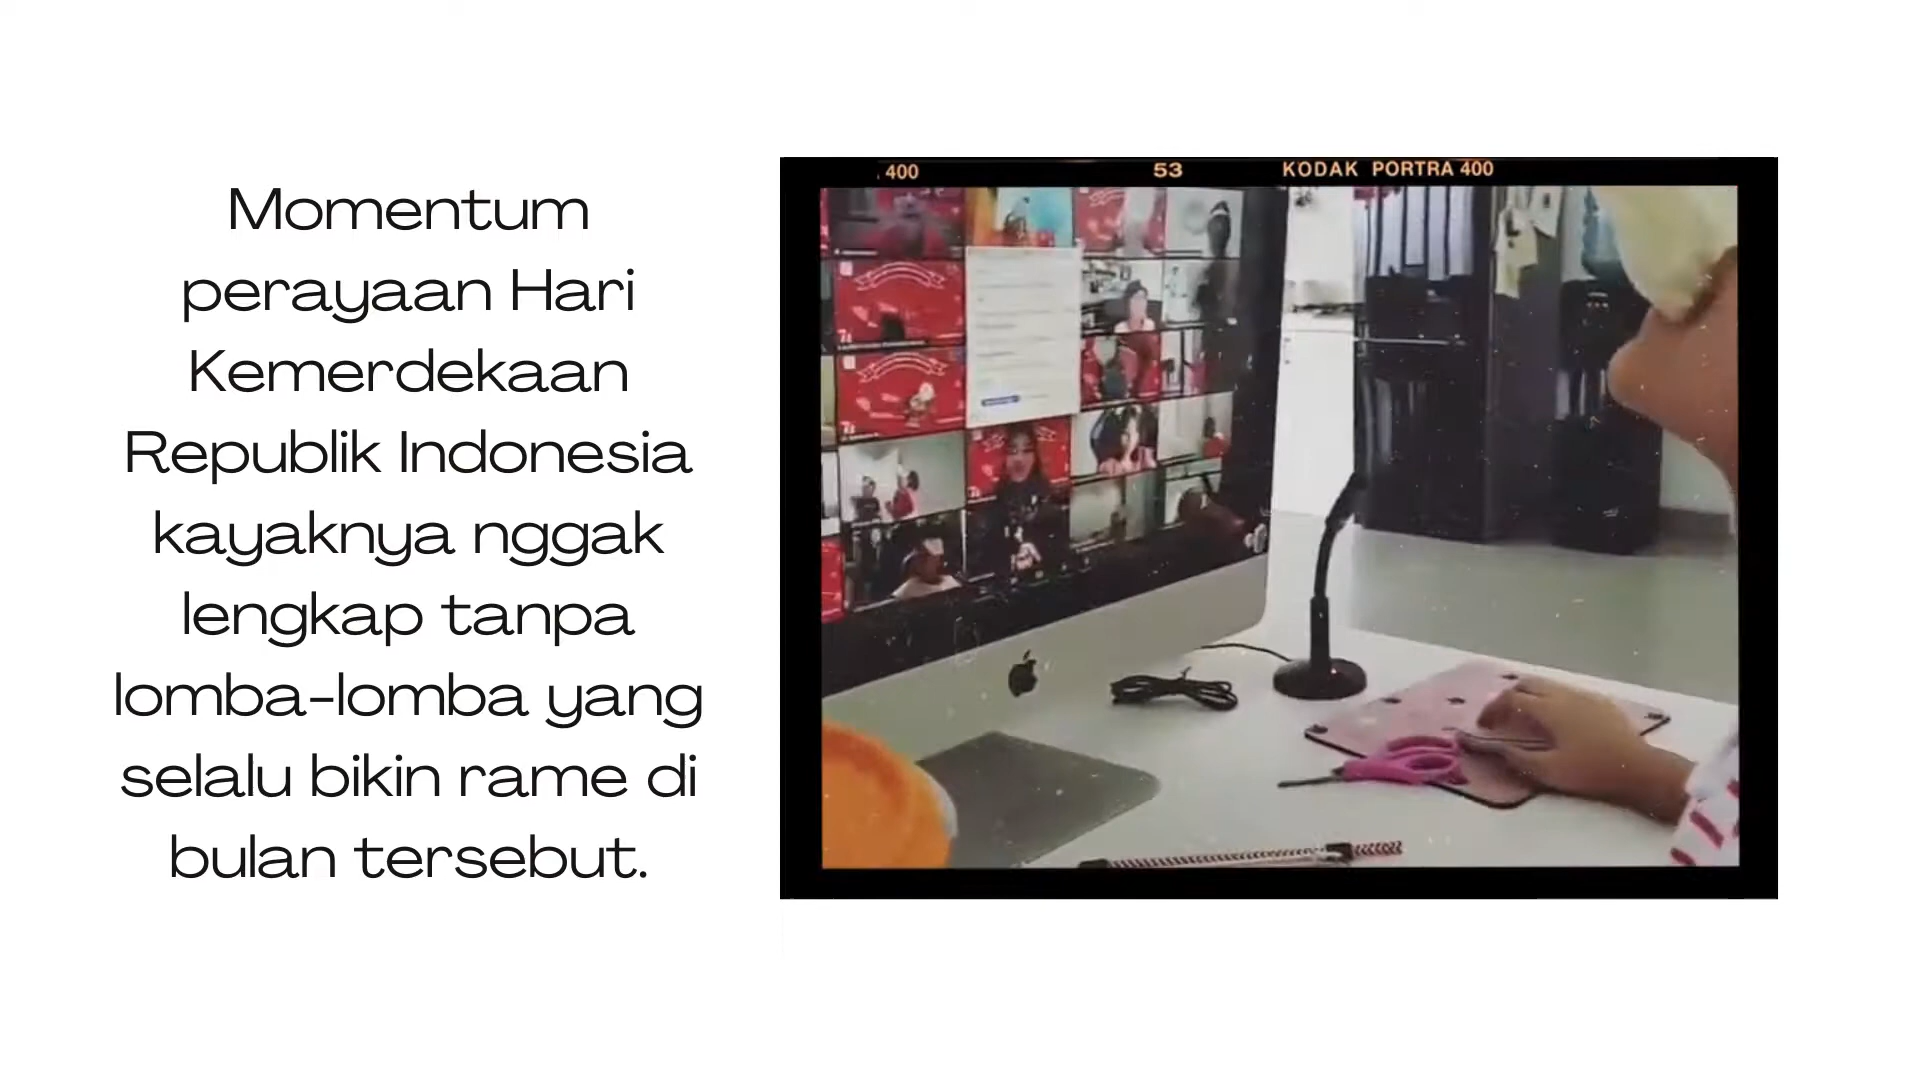 Momentum
perayaan Hari
Kemerdekaan
Republik Indonesia
kayaknya nggak
lengkap tanpa
lomba-lomba yang
selalu bikin rame di
bulan tersebut.
400
53
KODAK PORTRA 400